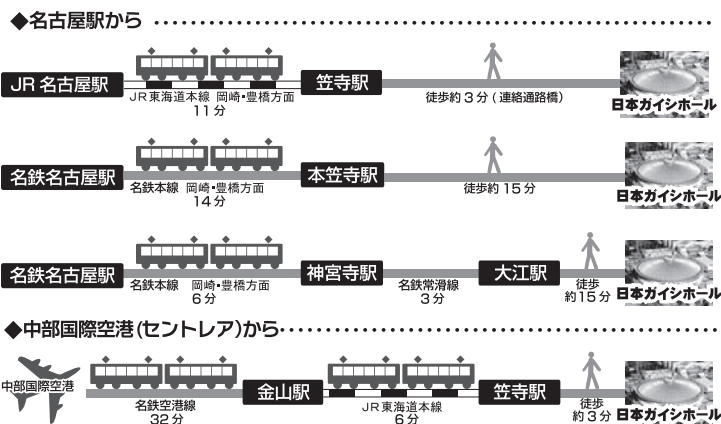 ◆名古屋駅から
JR 名古屋駅
JR東海道本線 岡崎・豊橋方面
11分
笠寺駅
徒歩約3分(連絡通路橋)
日本ガイシホール
名鉄名古屋駅
名鉄本線 岡崎・豊橋方面
14分
本笠寺駅
徒歩約15分
日本ガイシホール
名鉄名古屋駅
名鉄本線 岡崎・豊橋方面
6分
神宮寺駅
名鉄常滑線
3分
大江駅
徒歩
約15分
日本ガイシホール
◆中部国際空港(セントレア)から
中部国際空港
名鉄空港線
32分
金山駅
JR東海道本線
6分
笠寺駅
徒歩
約3分
日本ガイシホール